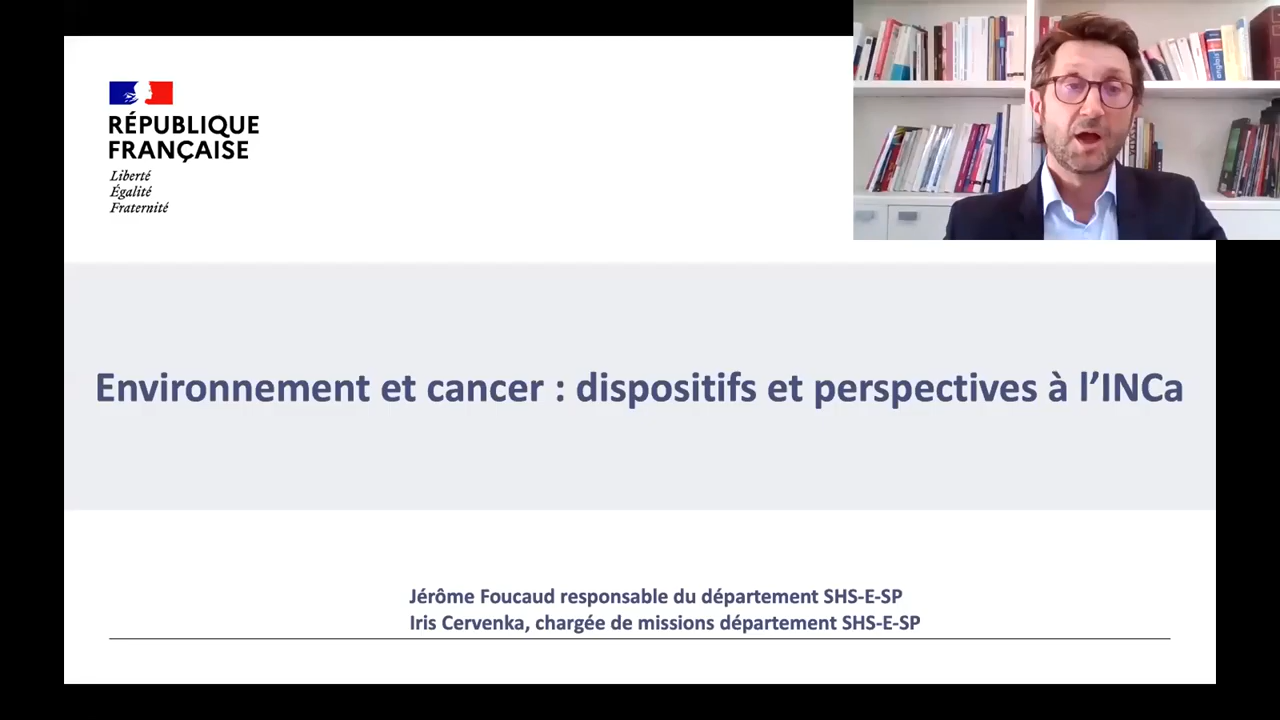 RÉPUBLIQUE
FRANÇAISE
Liberté
Égalité
Fraternité
anglais
Environnement et cancer : dispositifs et perspectives à l’INCa
Jérôme Foucaud responsable du département SHS-E-SP
Iris Cervenka, chargée de missions département SHS-E-SP